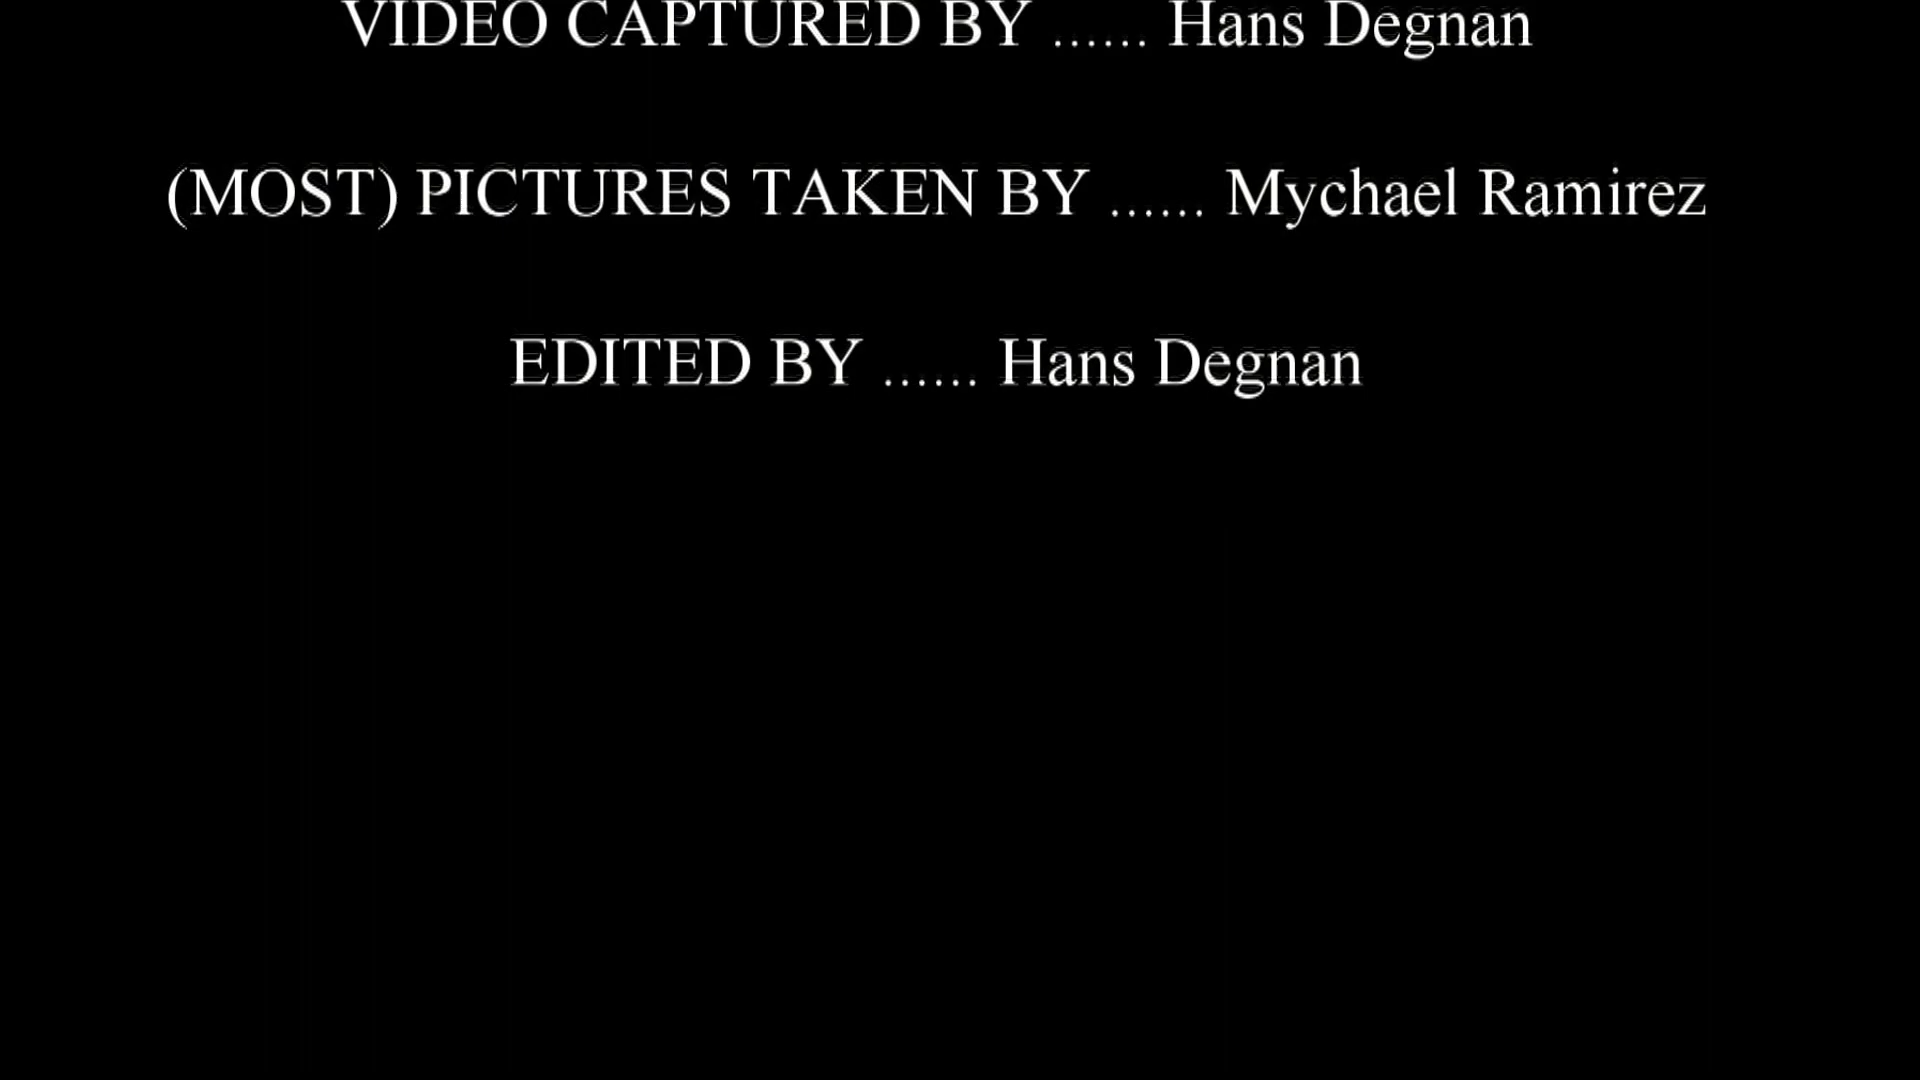 VIDEO CAPTURED BY ...... Hans Degnan
(MOST) PICTURES TAKEN BY ...... Mychael Ramirez
EDITED BY ...... Hans Degnan